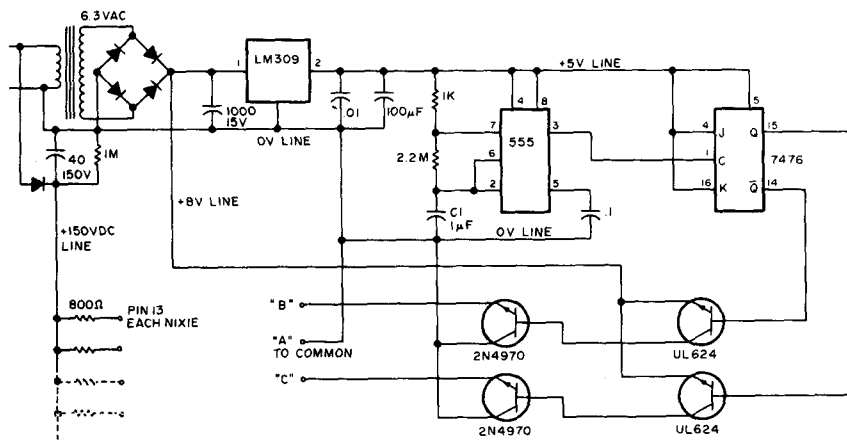 6.3VAC
LM309
1
2
1000
15V
.01
100µF
0V LINE
1M
40
150V
+150VDC
LINE
+8V LINE
800Ω
PIN 13
EACH NIXIE
1K
2.2M
C1
1µF
0V LINE
555
4
8
7
6
2
3
5
.1
+5V LINE
5
4
J
Q
15
1
C
7476
16
K
Q̅
14
"B"
"A"
TO COMMON
"C"
2N4970
UL624
2N4970
UL624